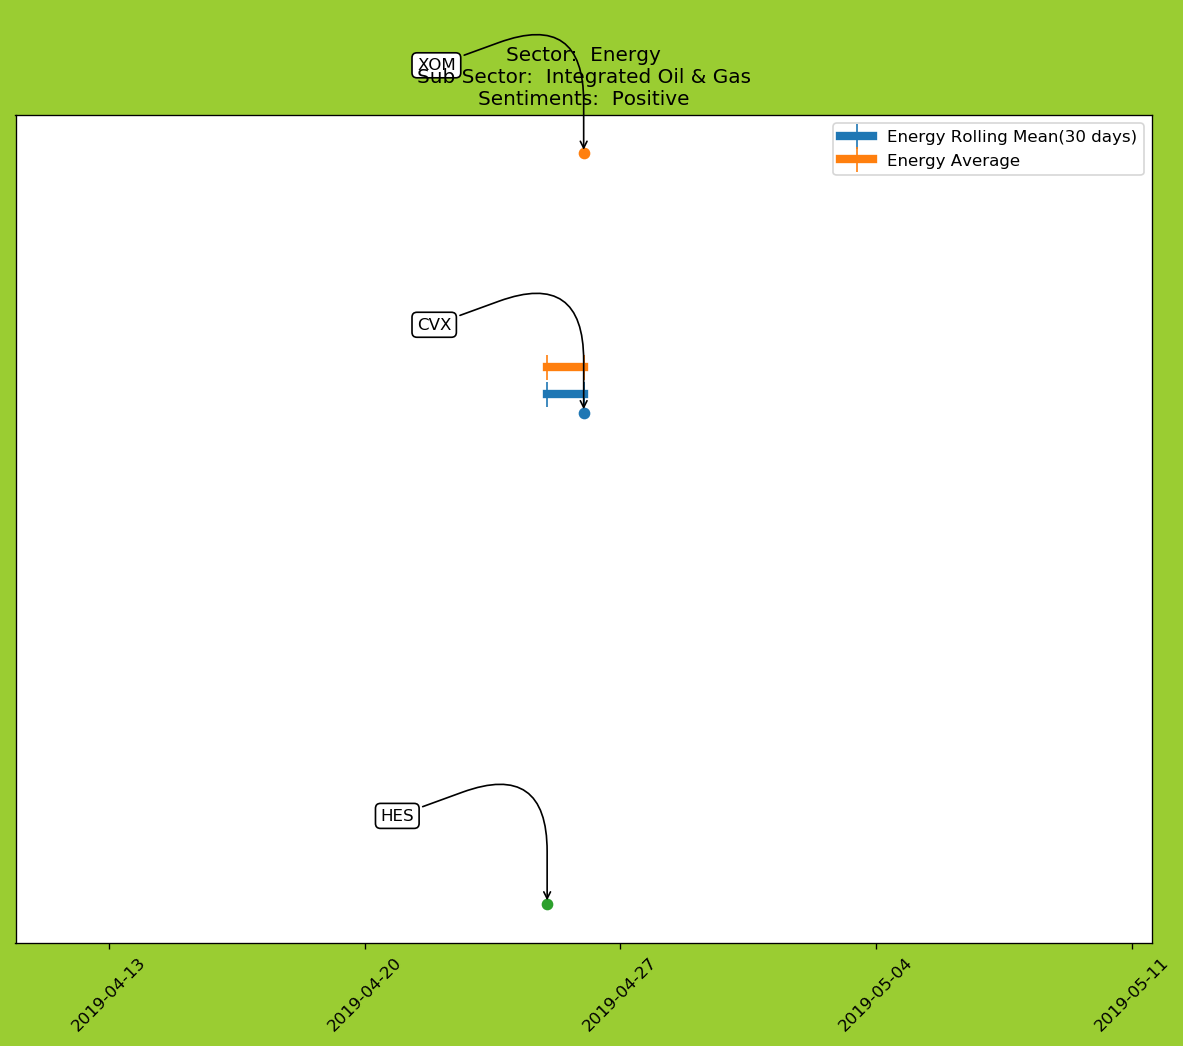 XOM
Sector:  Energy
Sub Sector:  Integrated Oil & Gas
Sentiments:  Positive
Energy Rolling Mean(30 days)
Energy Average
CVX
HES
2019-04-13
2019-04-20
2019-04-27
2019-05-04
2019-05-11